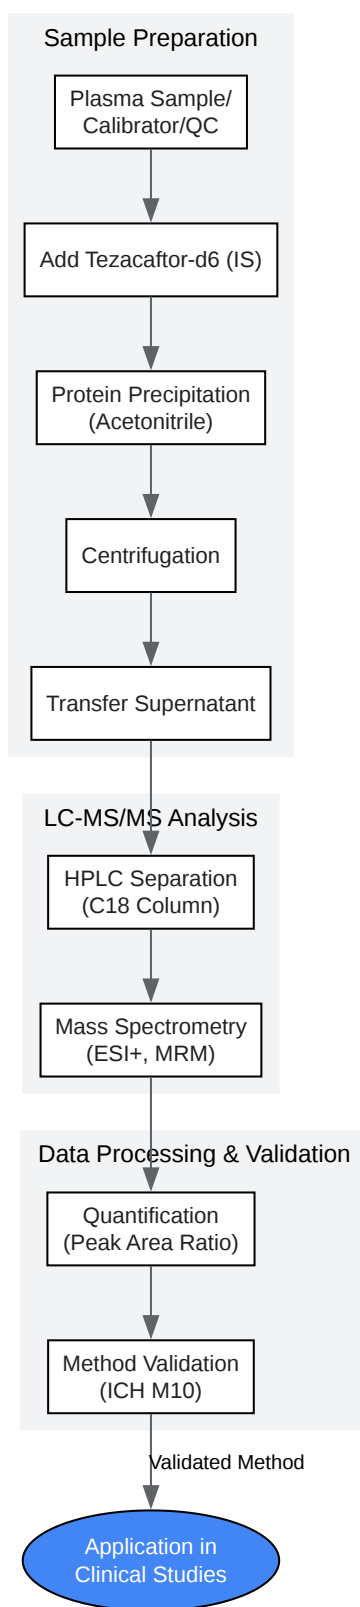 Sample Preparation
Plasma Sample/
Calibrator/QC
Add Tezacaftor-d6 (IS)
Protein Precipitation
(Acetonitrile)
Centrifugation
Transfer Supernatant
LC-MS/MS Analysis
HPLC Separation
(C18 Column)
Mass Spectrometry
(ESI+, MRM)
Data Processing & Validation
Quantification
(Peak Area Ratio)
Method Validation
(ICH M10)
Validated Method
Application in
Clinical Studies